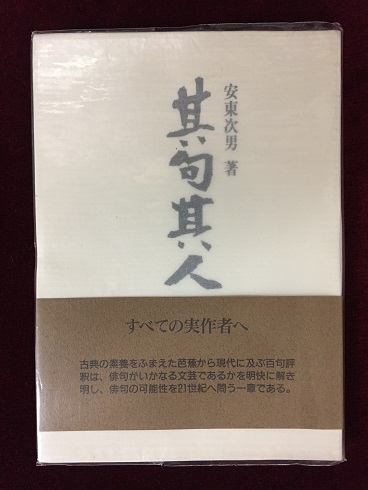 安東次男 著
其句其人
すべての実作者へ
古典の素養をふまえた芭蕉から現代に及ぶ百句評
釈は、俳句がいかなる文芸であるかを明快に解き
明し、俳句の可能性を21世紀へ問う一章である。